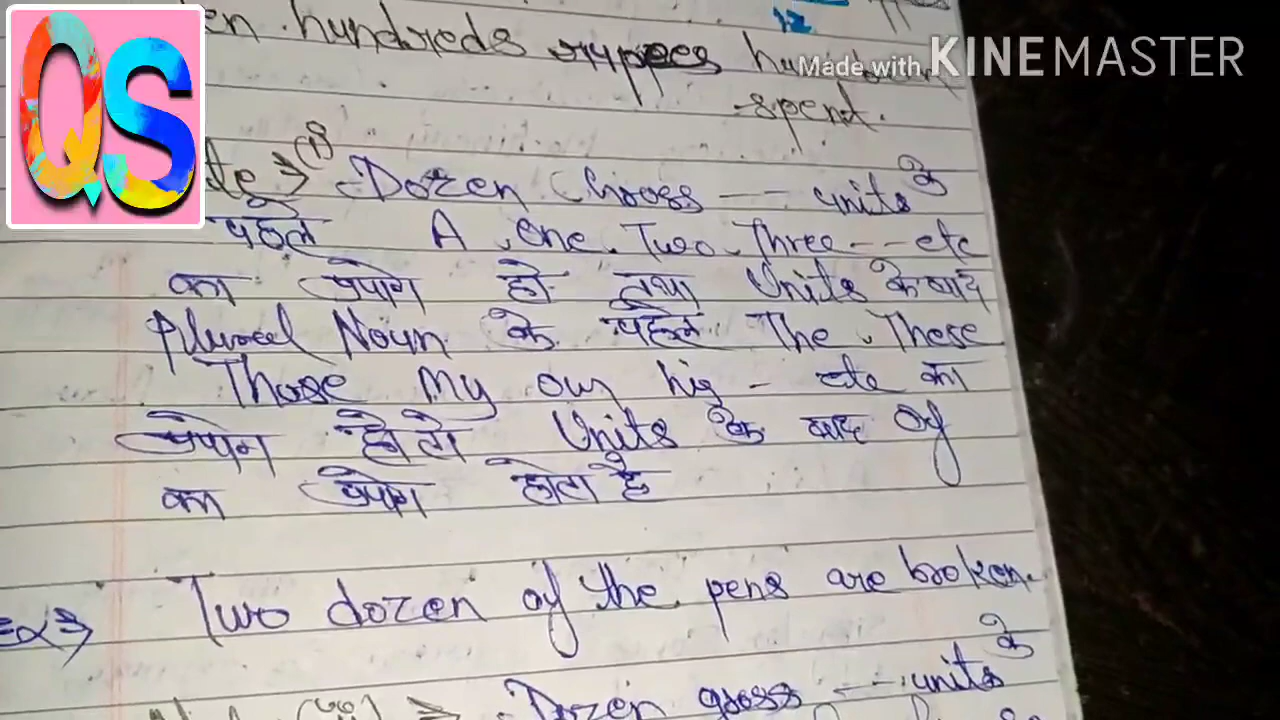 QS
Made with KINEMASTER
12
en hundreds rupees
spent.
Dozen Gross -- units के
पहले A, one, Two, Three -- etc
का प्रयोग हो तथा Units के बाद
Plural Noun के पहले The, These
Those My our his - etc का
प्रयोग हो तो Units के बाद Of
का प्रयोग होता है
Ex ⇒ Two dozen of the pens are broken.
Dozen gross -- units के